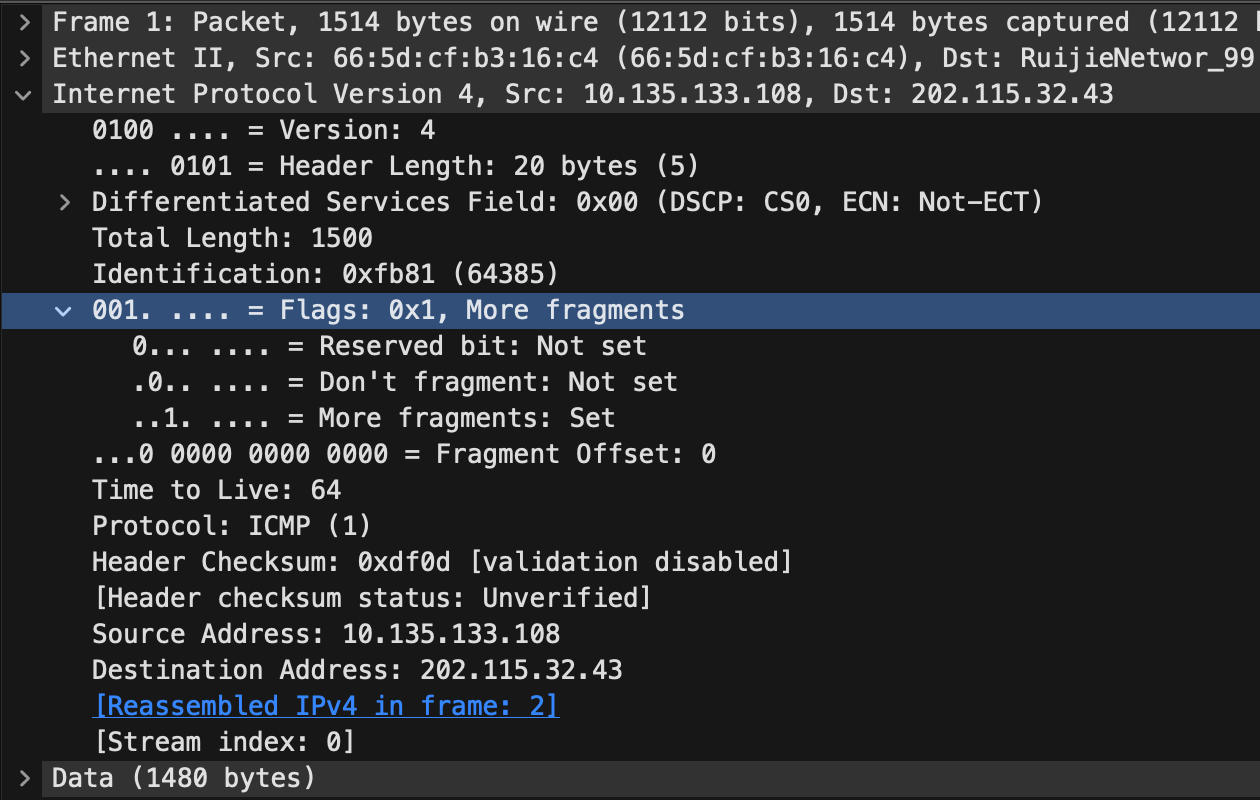 Frame 1: Packet, 1514 bytes on wire (12112 bits), 1514 bytes captured (12112
Ethernet II, Src: 66:5d:cf:b3:16:c4 (66:5d:cf:b3:16:c4), Dst: RuijieNetwor_99
Internet Protocol Version 4, Src: 10.135.133.108, Dst: 202.115.32.43
0100 .... = Version: 4
.... 0101 = Header Length: 20 bytes (5)
Differentiated Services Field: 0x00 (DSCP: CS0, ECN: Not-ECT)
Total Length: 1500
Identification: 0xfb81 (64385)
001. .... = Flags: 0x1, More fragments
0... .... = Reserved bit: Not set
.0.. .... = Don't fragment: Not set
..1. .... = More fragments: Set
...0 0000 0000 0000 = Fragment Offset: 0
Time to Live: 64
Protocol: ICMP (1)
Header Checksum: 0xdf0d [validation disabled]
[Header checksum status: Unverified]
Source Address: 10.135.133.108
Destination Address: 202.115.32.43
[Reassembled IPv4 in frame: 2]
[Stream index: 0]
Data (1480 bytes)